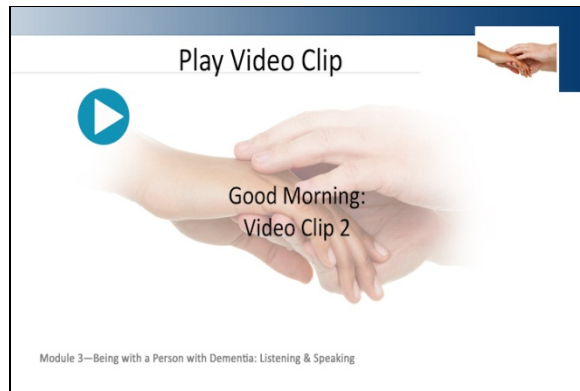 Play Video Clip
Good Morning:
Video Clip 2
Module 3—Being with a Person with Dementia: Listening & Speaking